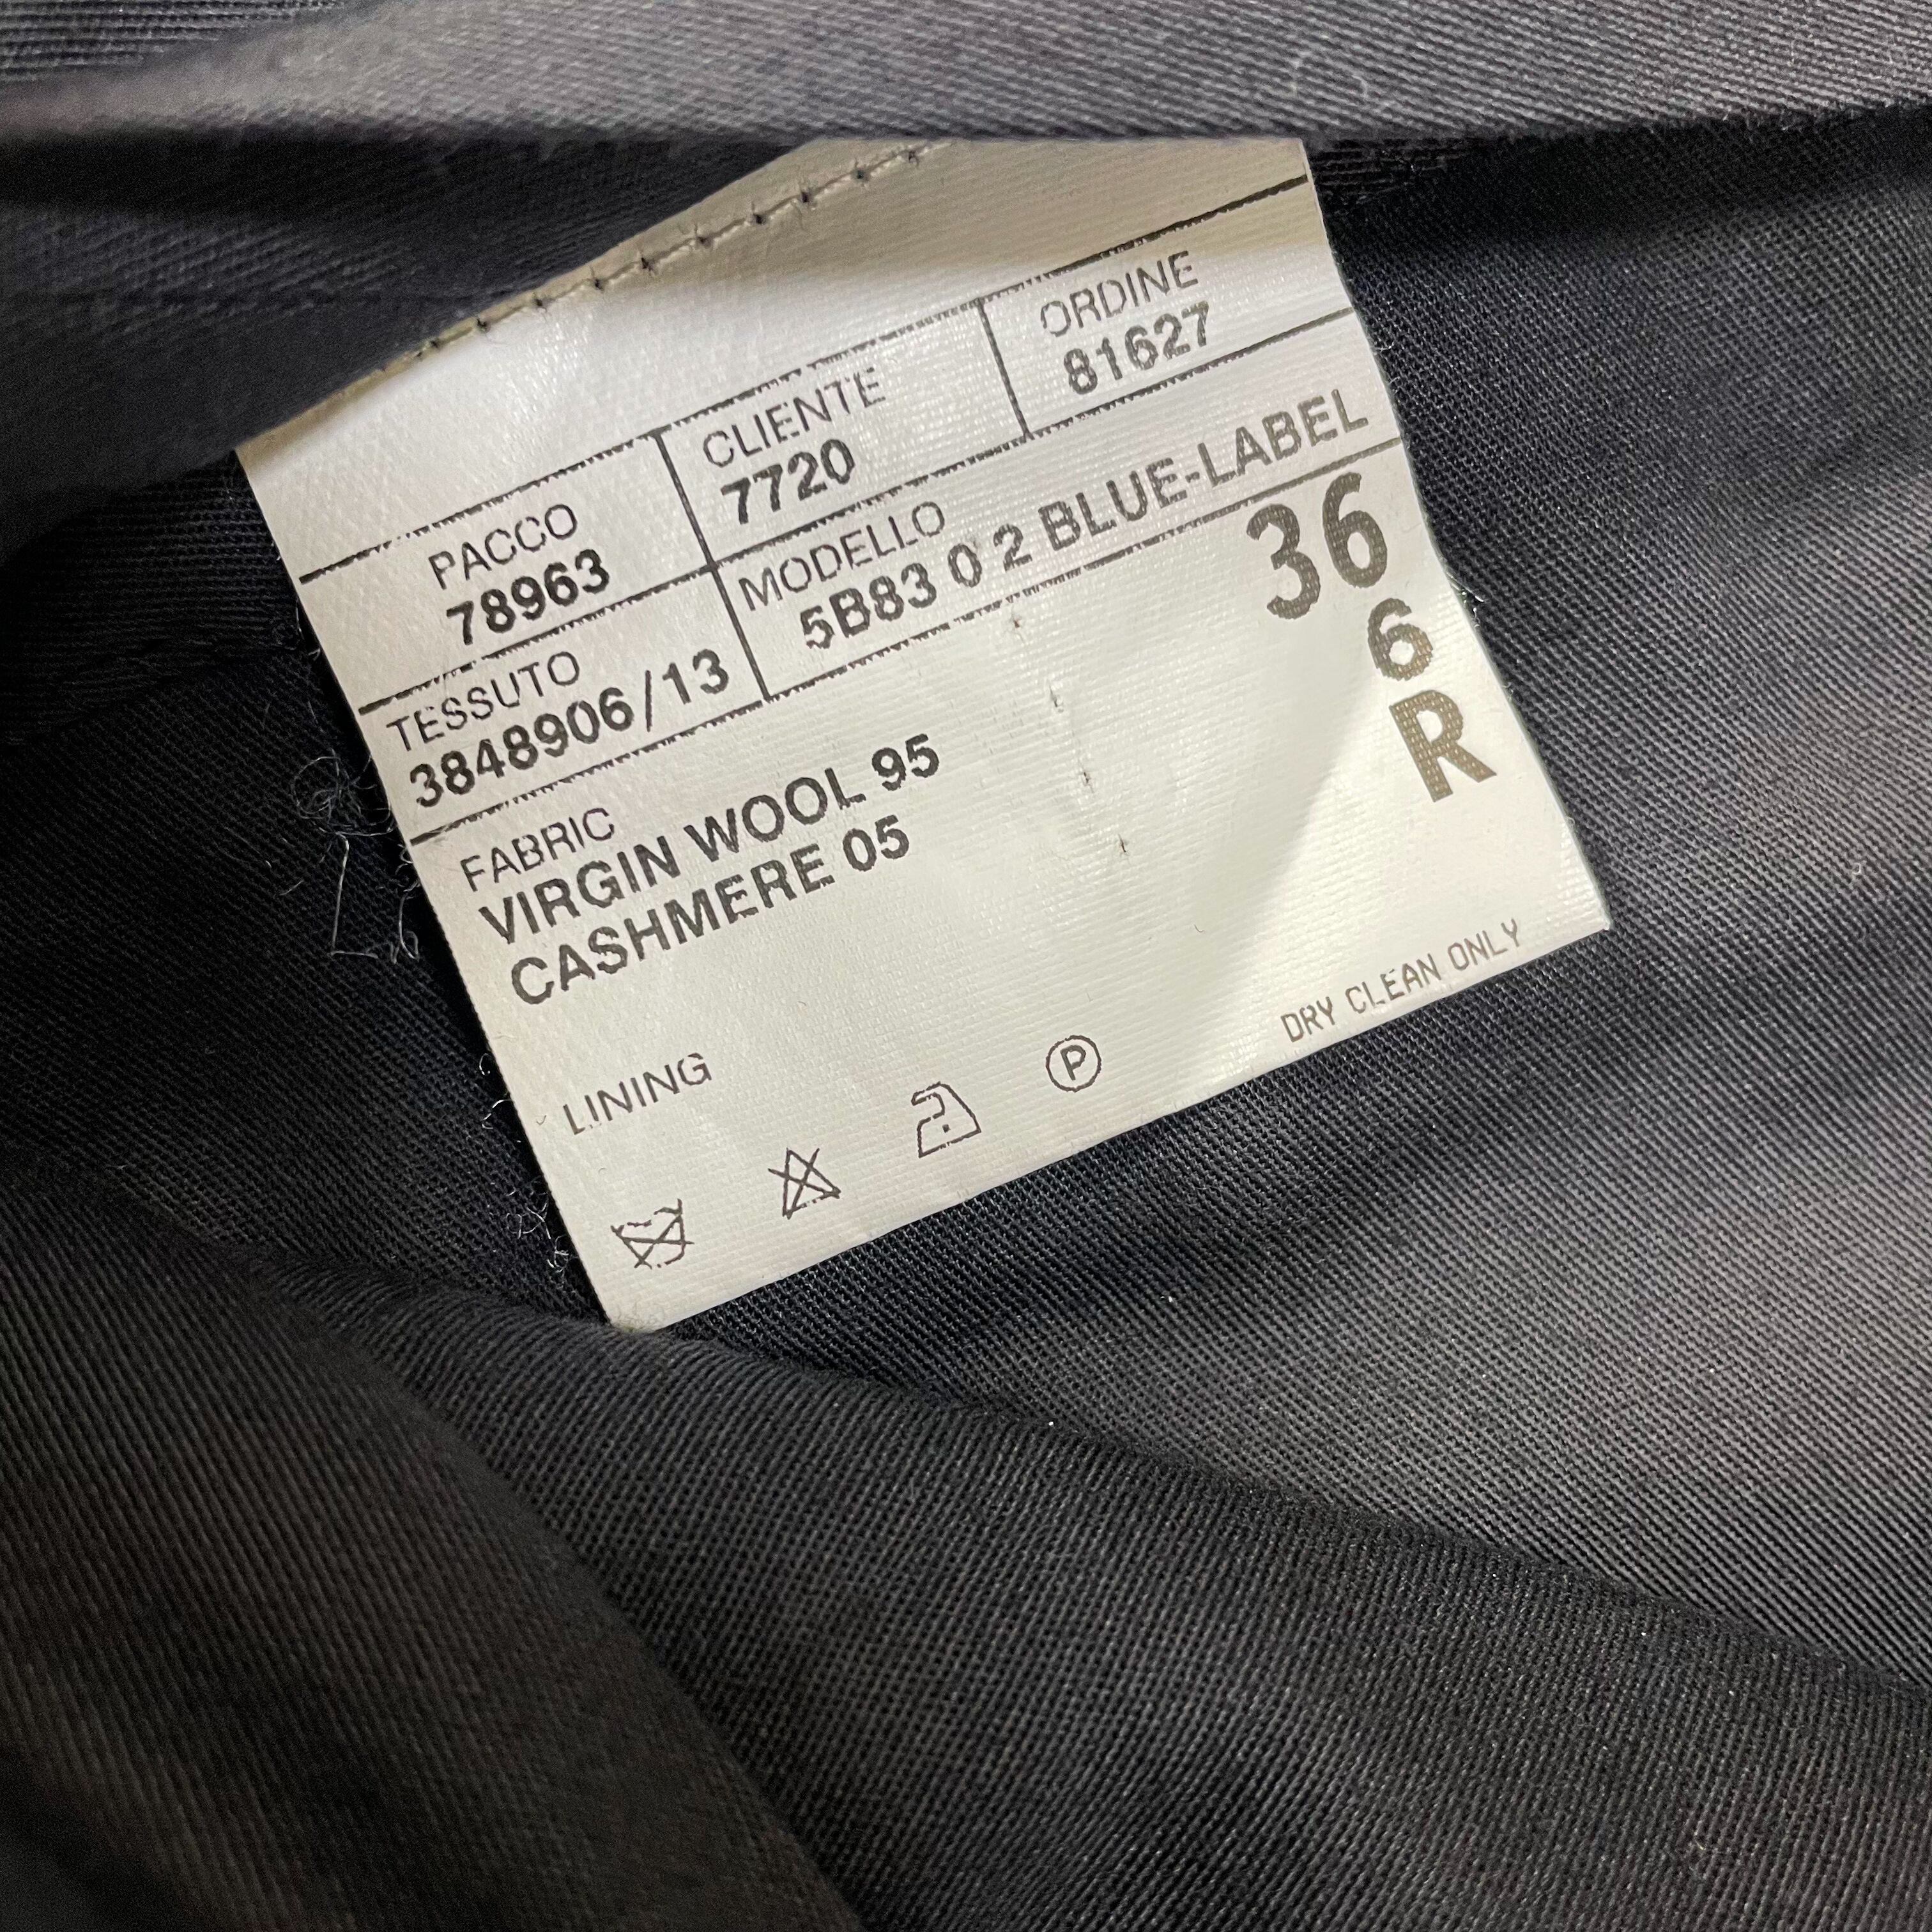 PACCO
78963
CLIENTE
7720
ORDINE
81627
TESSUTO
3848906/13
MODELLO
5B83 0 2 BLUE-LABEL
36
6
R
FABRIC
VIRGIN WOOL 95
CASHMERE 05
LINING
P
DRY CLEAN ONLY